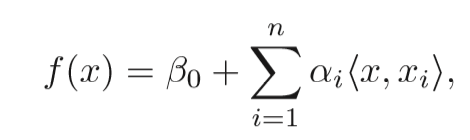 f(x) = β₀ + ∑ᵢ₌₁ⁿ αᵢ⟨x, xᵢ⟩,